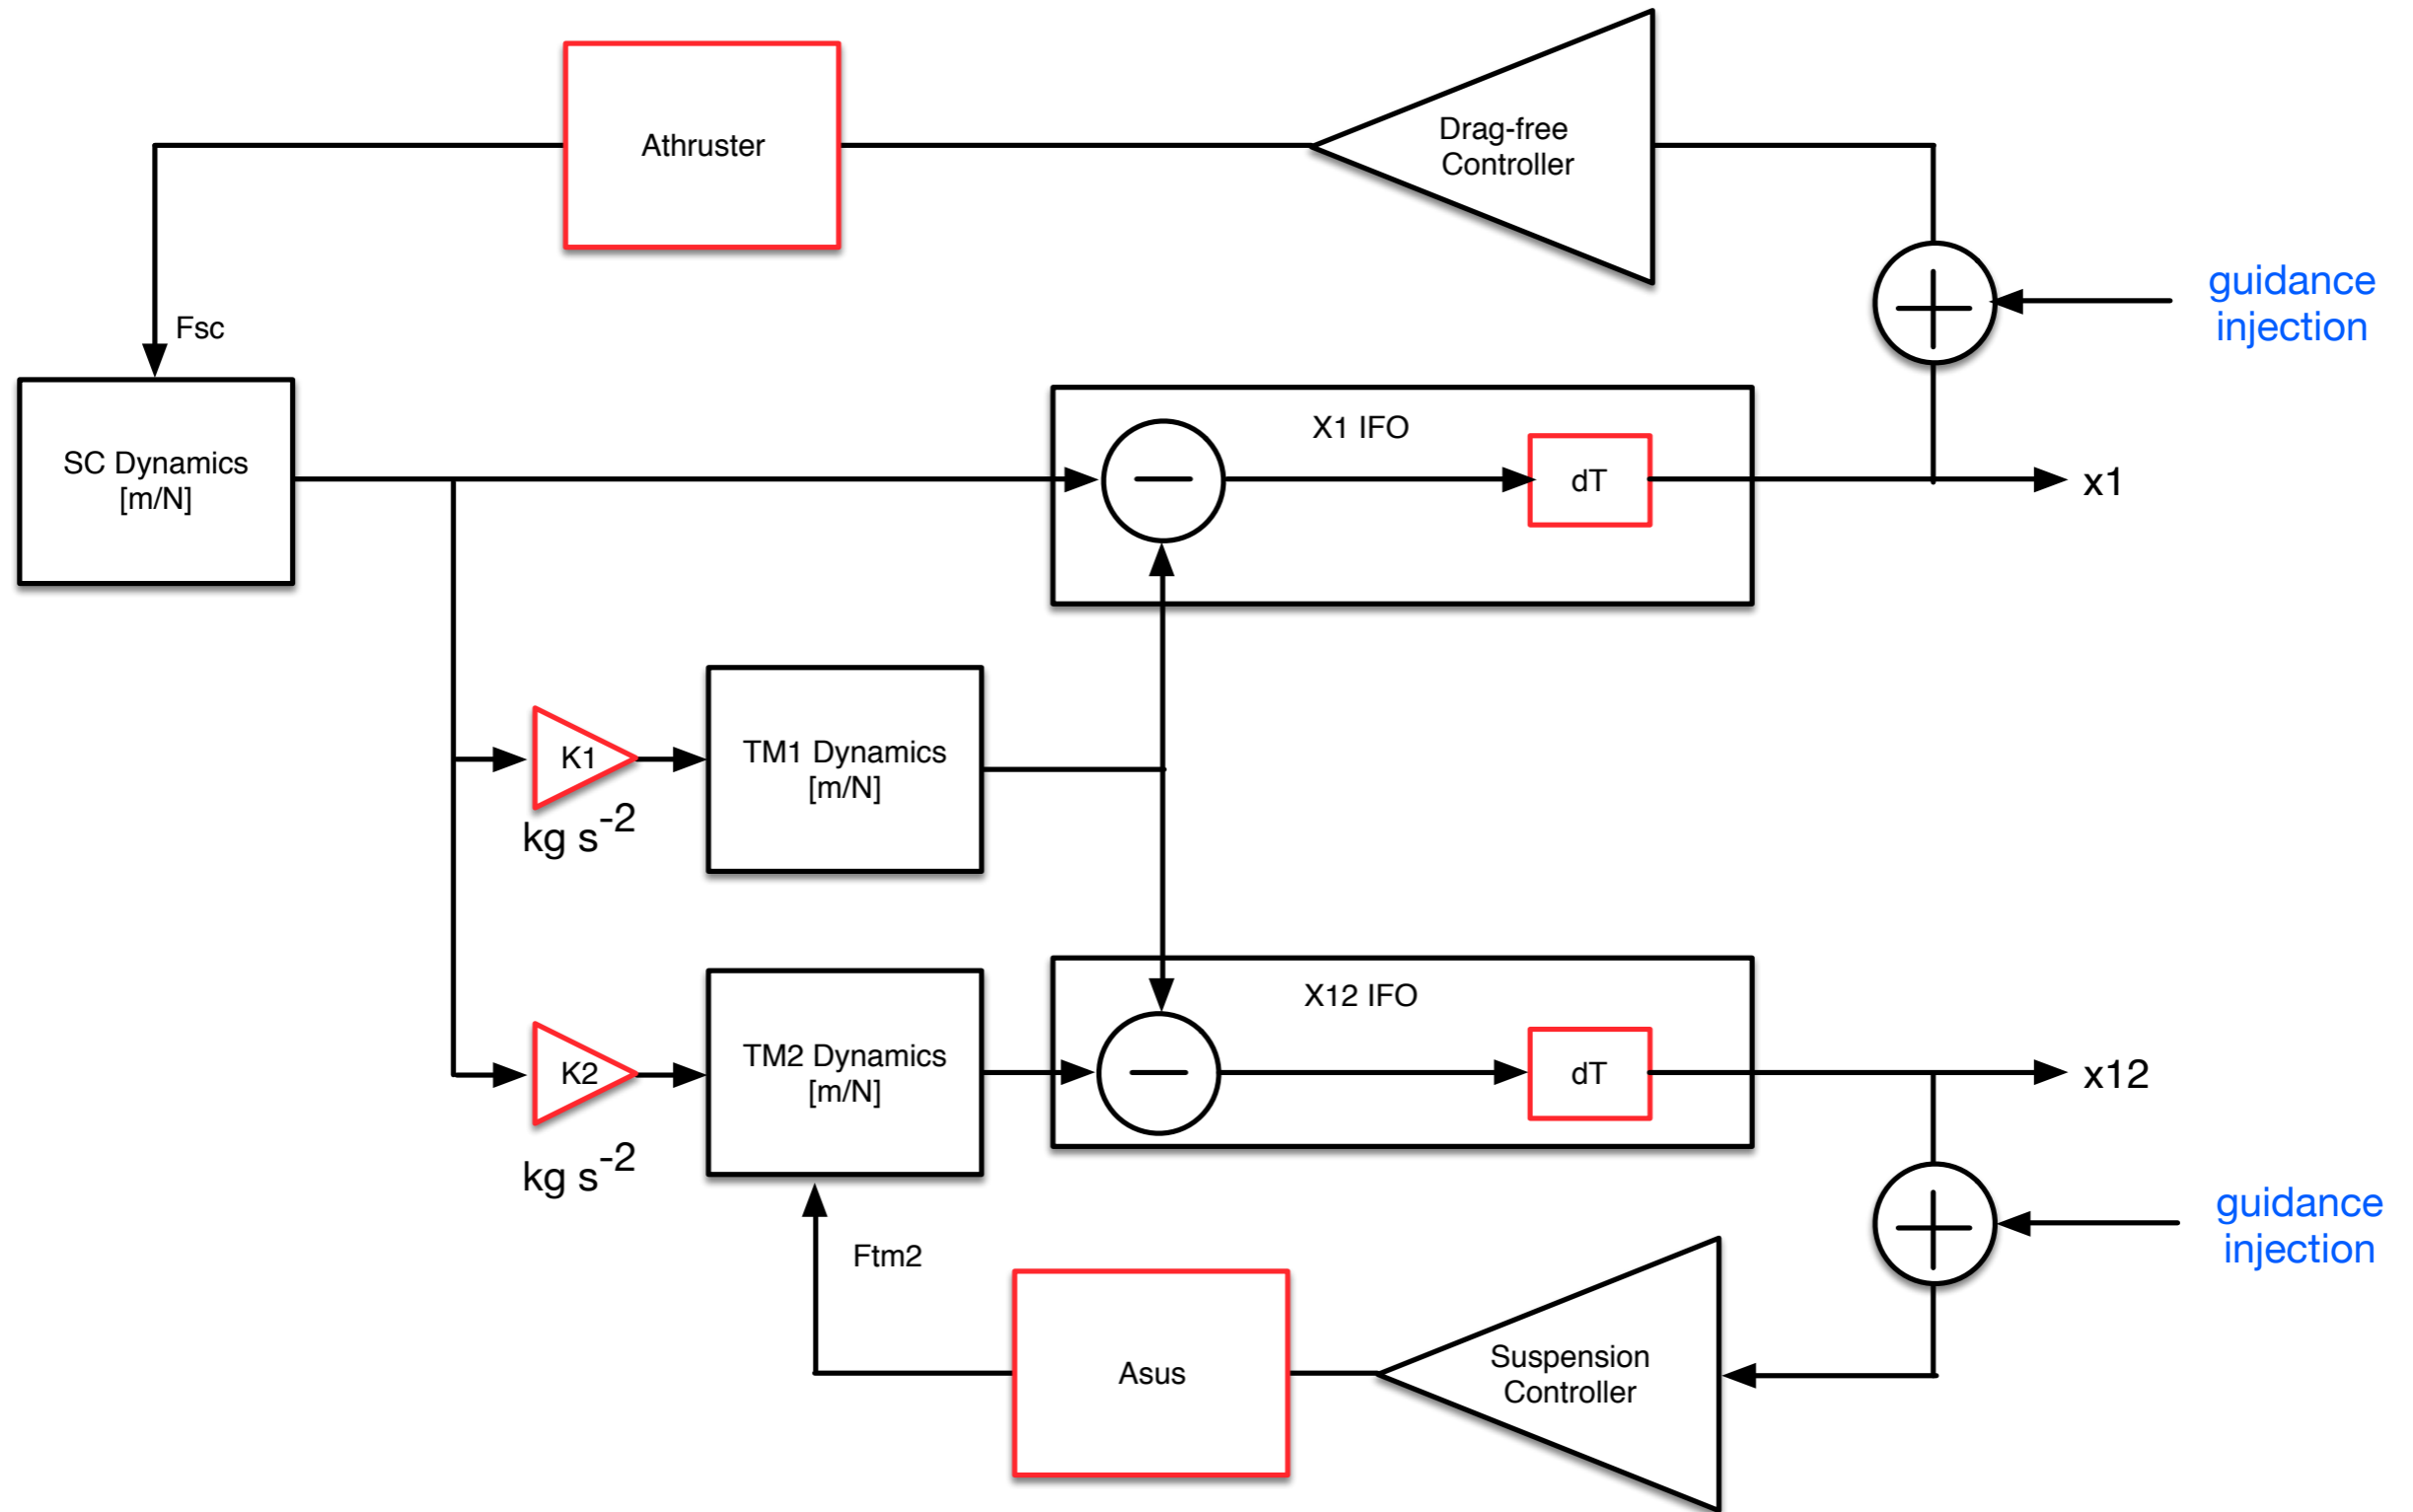 Athruster
Drag-free
Controller
guidance
injection
Fsc
SC Dynamics
[m/N]
X1 IFO
dT
x1
K1
kg s-2
TM1 Dynamics
[m/N]
X12 IFO
K2
kg s-2
TM2 Dynamics
[m/N]
dT
x12
guidance
injection
Ftm2
Asus
Suspension
Controller